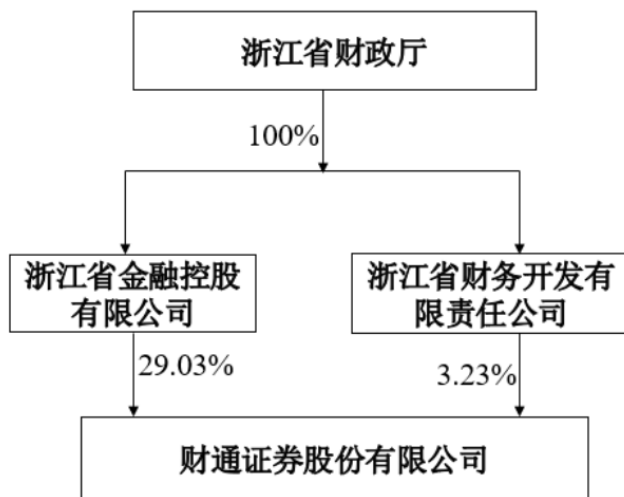 浙江省财政厅
100%
浙江省金融控股
有限公司
浙江省财务开发有
限责任公司
29.03%
3.23%
财通证券股份有限公司